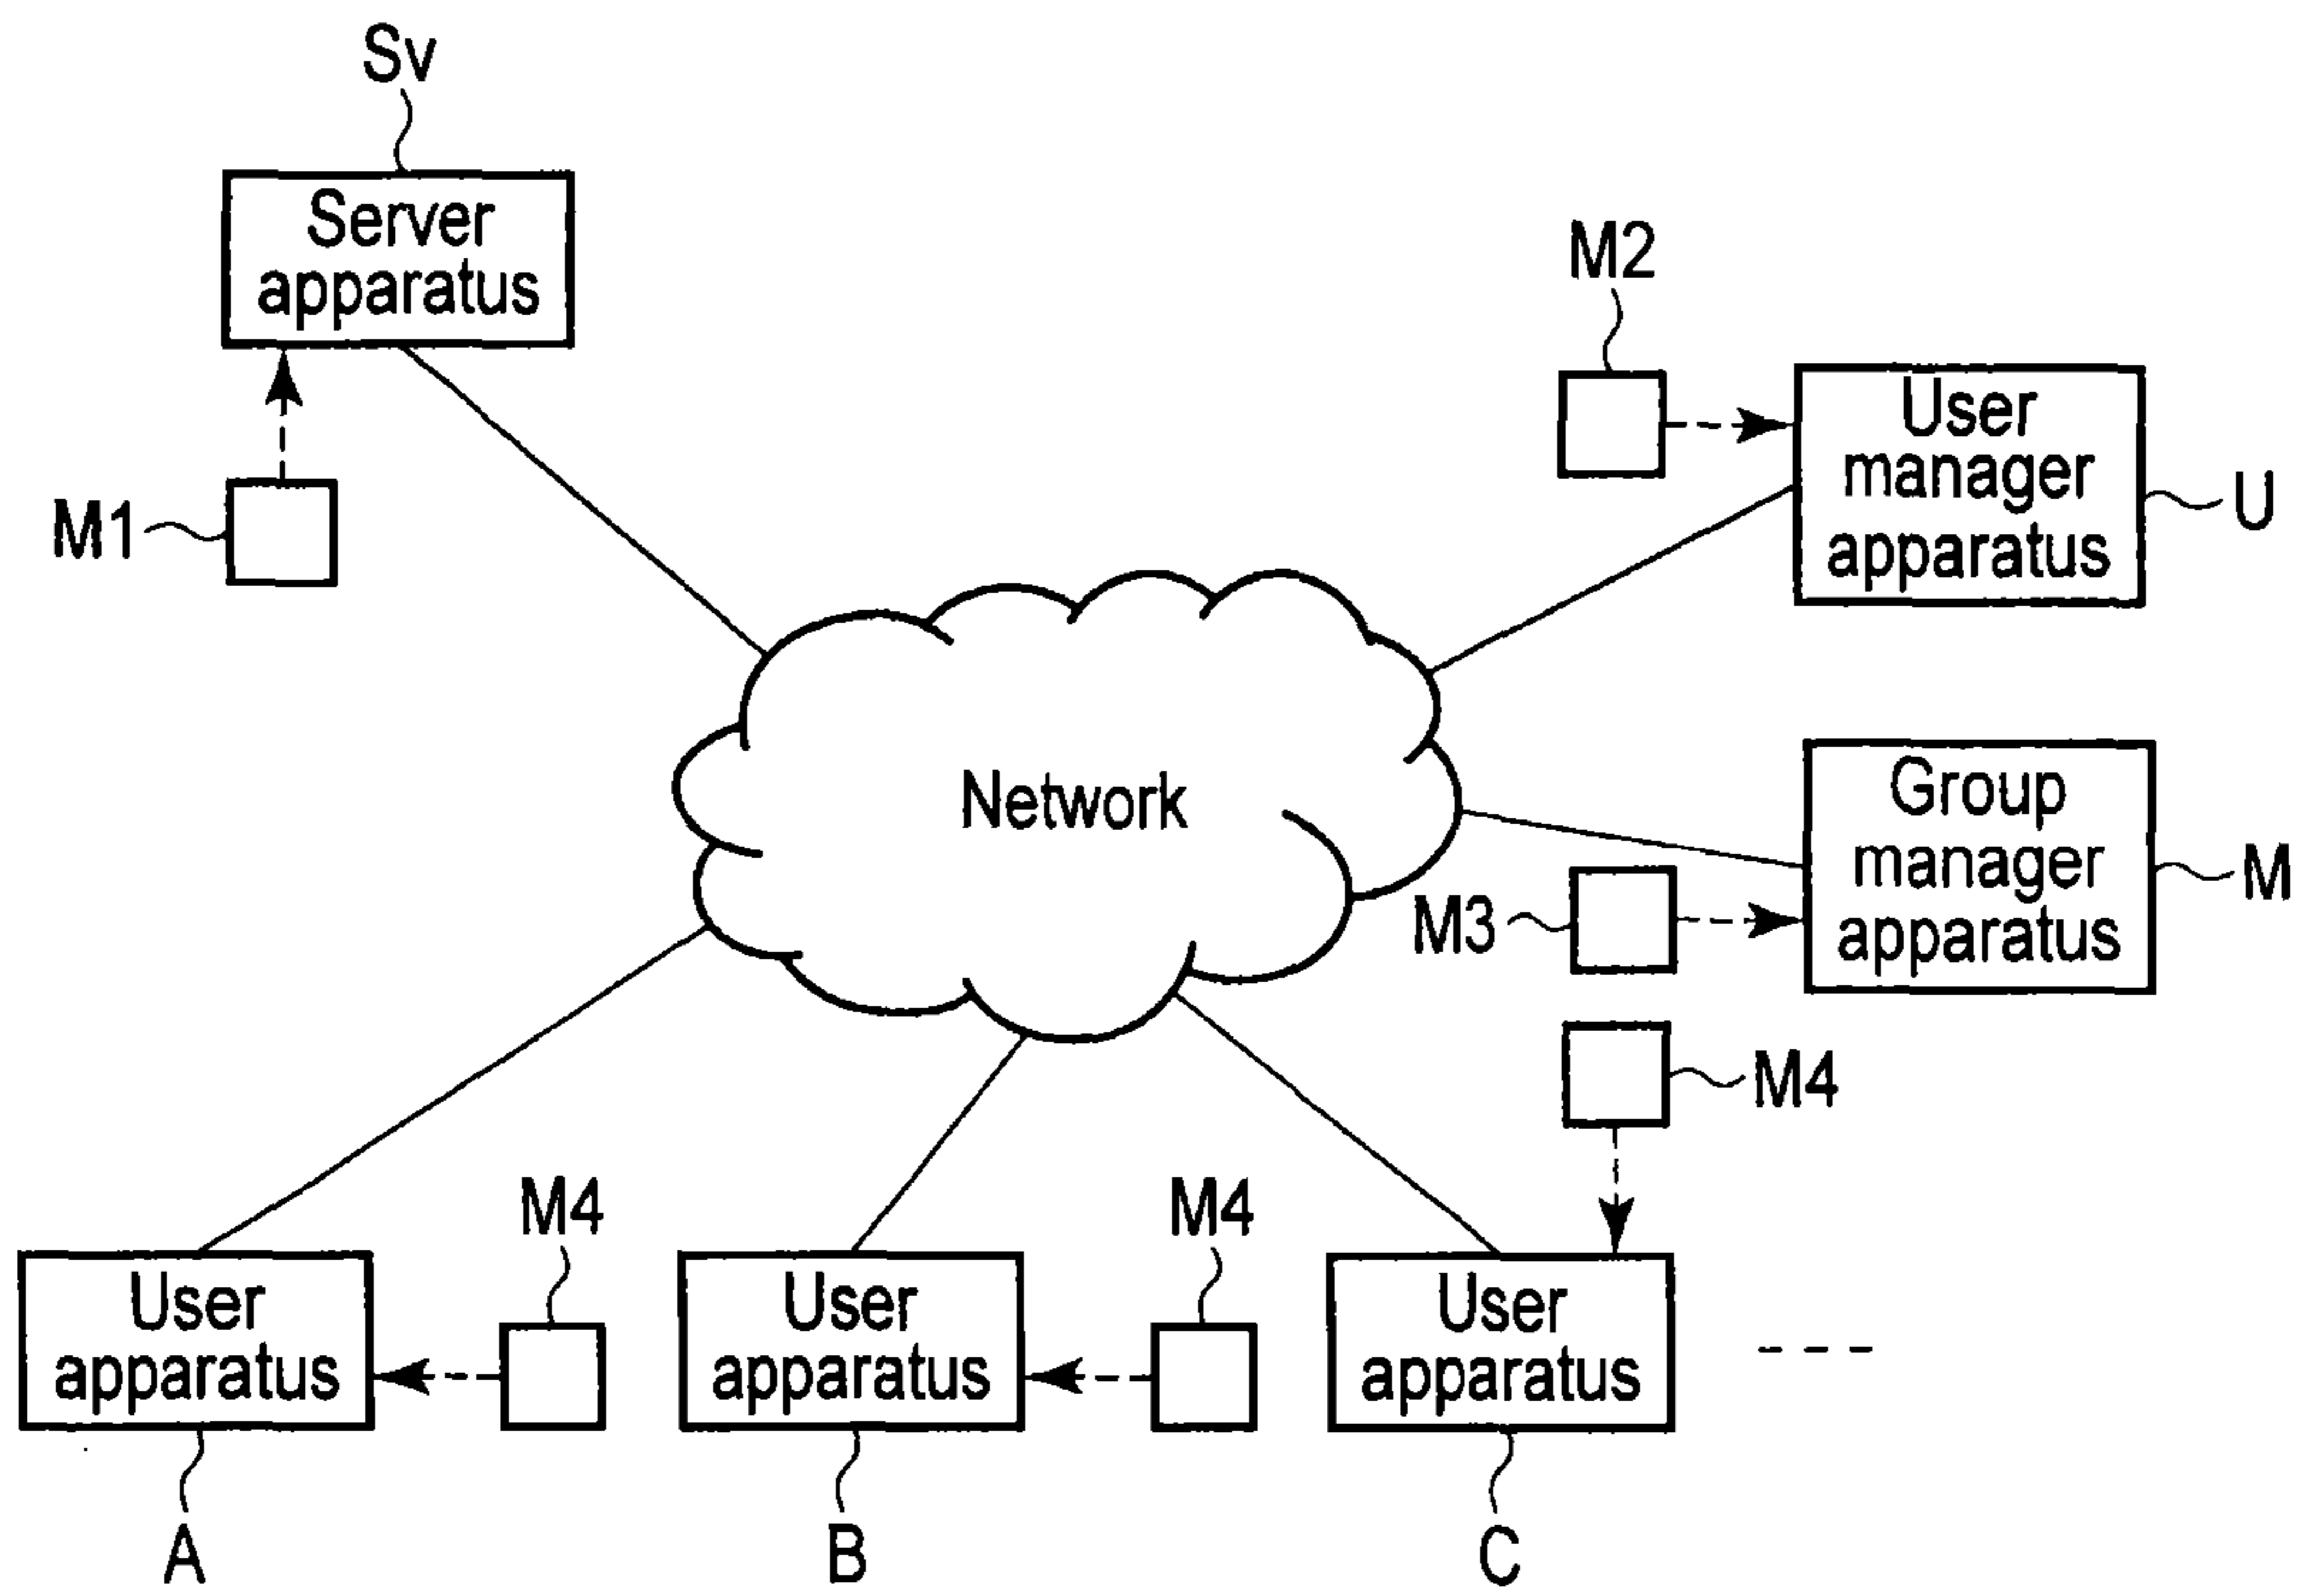 Sv
Server
apparatus
M1
M2
User
manager
apparatus
U
Network
Group
manager
apparatus
M
M3
M4
M4
M4
User
apparatus
User
apparatus
User
apparatus
A
B
C